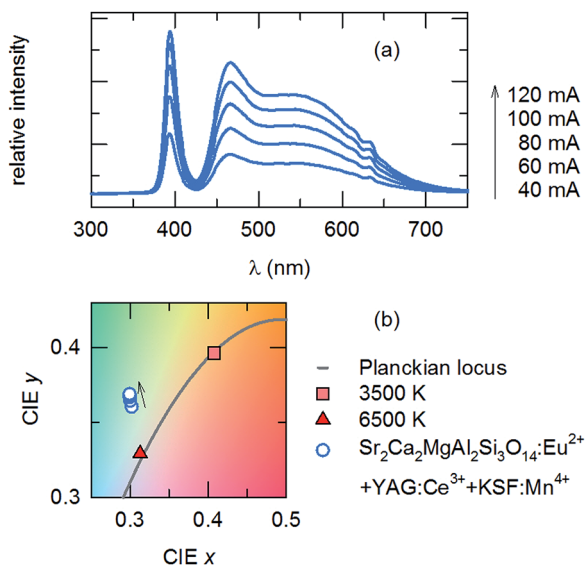 (a)
relative intensity
120 mA
100 mA
80 mA
60 mA
40 mA
300 400 500 600 700
λ (nm)
(b)
CIE y
0.4
0.3
0.3 0.4 0.5
CIE x
Planckian locus
3500 K
6500 K
Sr₂Ca₂MgAl₂Si₃O₁₄:Eu²⁺
+YAG:Ce³⁺+KSF:Mn⁴⁺